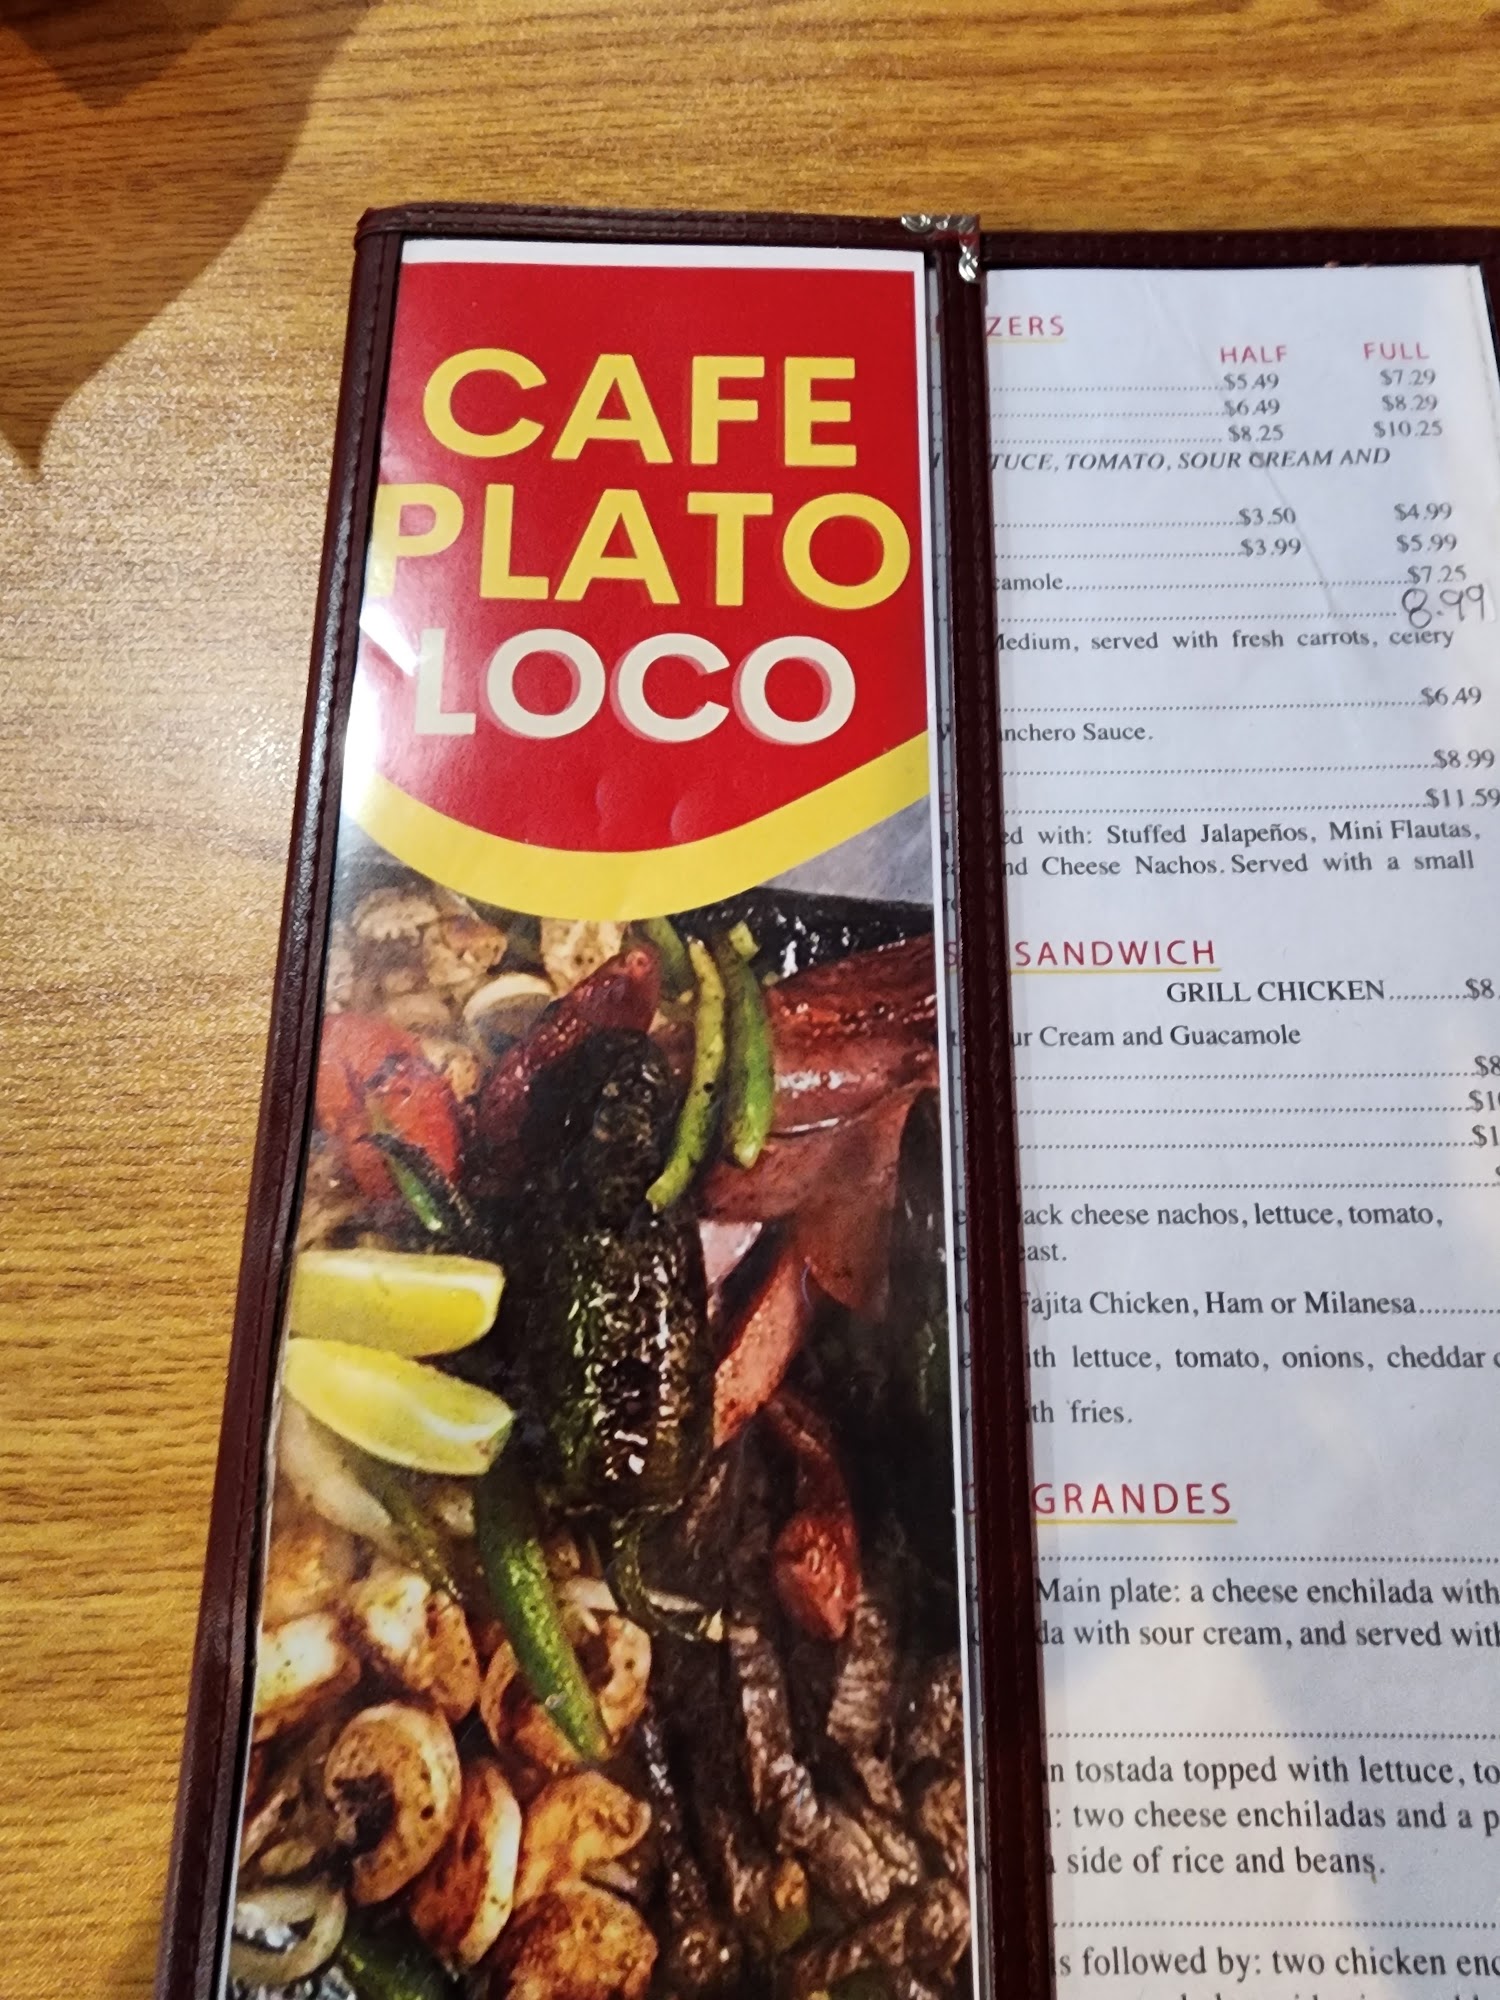 CAFE
PLATO
LOCO
ZERS
HALF FULL
$5.49 $7.29
$6.49 $8.29
$8.25 $10.25
TUCE, TOMATO, SOUR CREAM AND
$3.50 $4.99
$3.99 $5.99
camole $7.25
8.99
Medium, served with fresh carrots, celery
$6.49
nchero Sauce.
$8.99
$11.59
ed with: Stuffed Jalapeños, Mini Flautas,
nd Cheese Nachos. Served with a small
SANDWICH
GRILL CHICKEN...........$8
ur Cream and Guacamole
$8
$1
$1
ack cheese nachos, lettuce, tomato,
east.
Fajita Chicken, Ham or Milanesa
ith lettuce, tomato, onions, cheddar
th fries.
GRANDES
Main plate: a cheese enchilada with
da with sour cream, and served with
n tostada topped with lettuce, to
: two cheese enchiladas and a p
side of rice and beans.
s followed by: two chicken enc